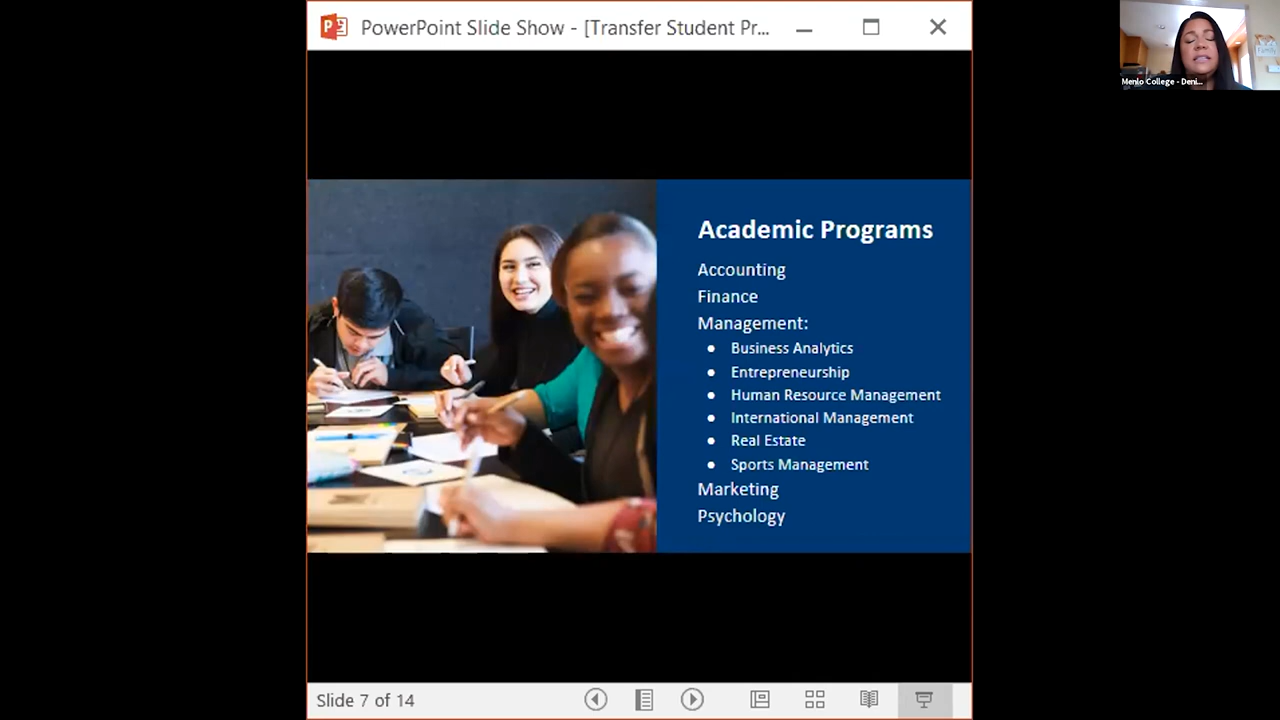 PowerPoint Slide Show - [Transfer Student Pr...
Menlo College - Deni...
Academic Programs
Accounting
Finance
Management:
• Business Analytics
• Entrepreneurship
• Human Resource Management
• International Management
• Real Estate
• Sports Management
Marketing
Psychology
Slide 7 of 14